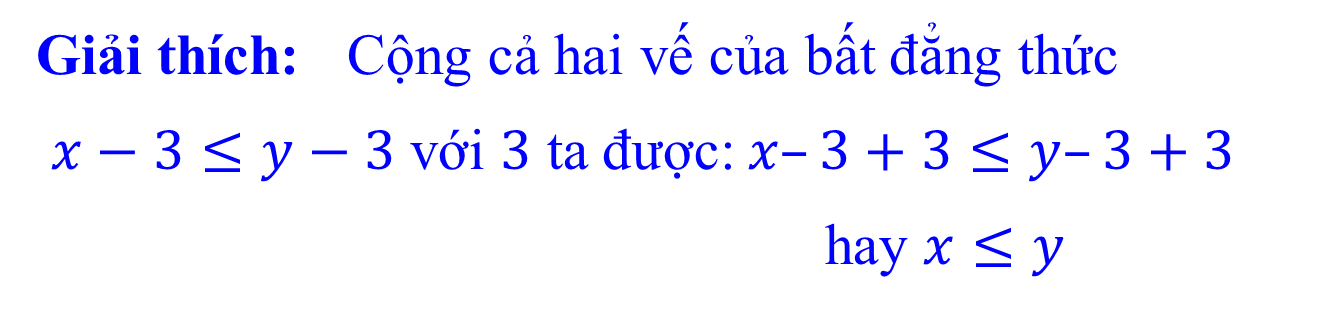 Giải thích: Cộng cả hai vế của bất đẳng thức
x − 3 ≤ y − 3 với 3 ta được: x– 3 + 3 ≤ y– 3 + 3
hay x ≤ y